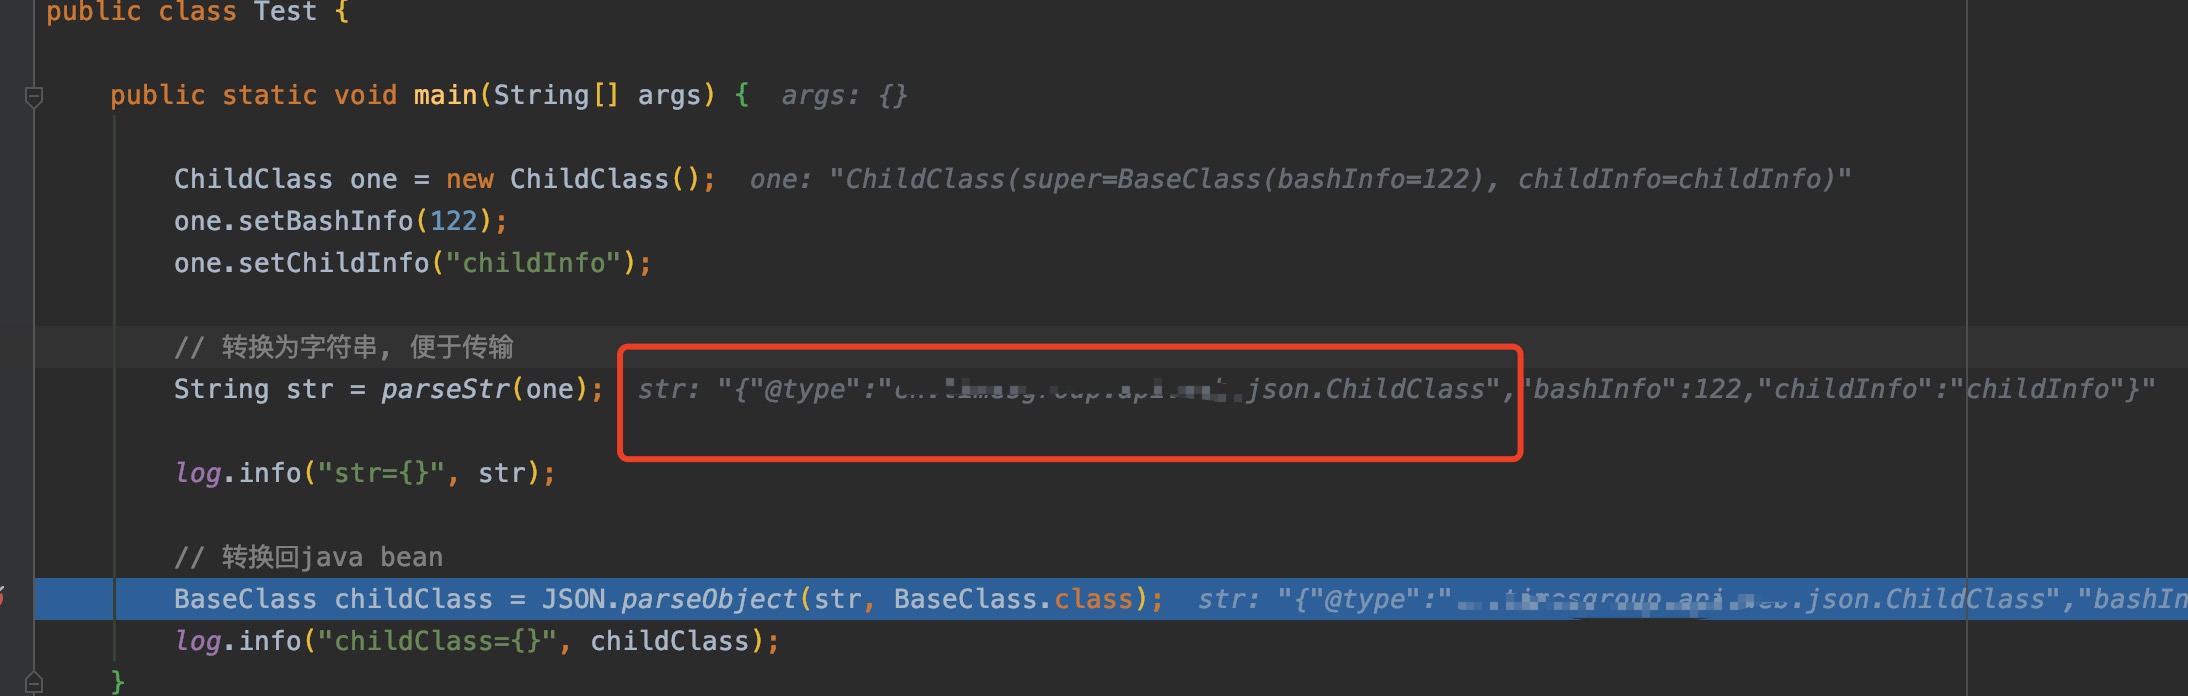 public class Test {
public static void main(String[] args) {  args: {}
ChildClass one = new ChildClass();  one: "ChildClass(super=BaseClass(bashInfo=122), childInfo=childInfo)"
one.setBashInfo(122);
one.setChildInfo("childInfo");
// 转换为字符串, 便于传输
String str = parseStr(one);  str: "{"@type":" json.ChildClass","bashInfo":122,"childInfo":"childInfo"}"
log.info("str={}", str);
// 转换回java bean
BaseClass childClass = JSON.parseObject(str, BaseClass.class);  str: "{"@type":" .json.ChildClass","bashIn
log.info("childClass={}", childClass);
}